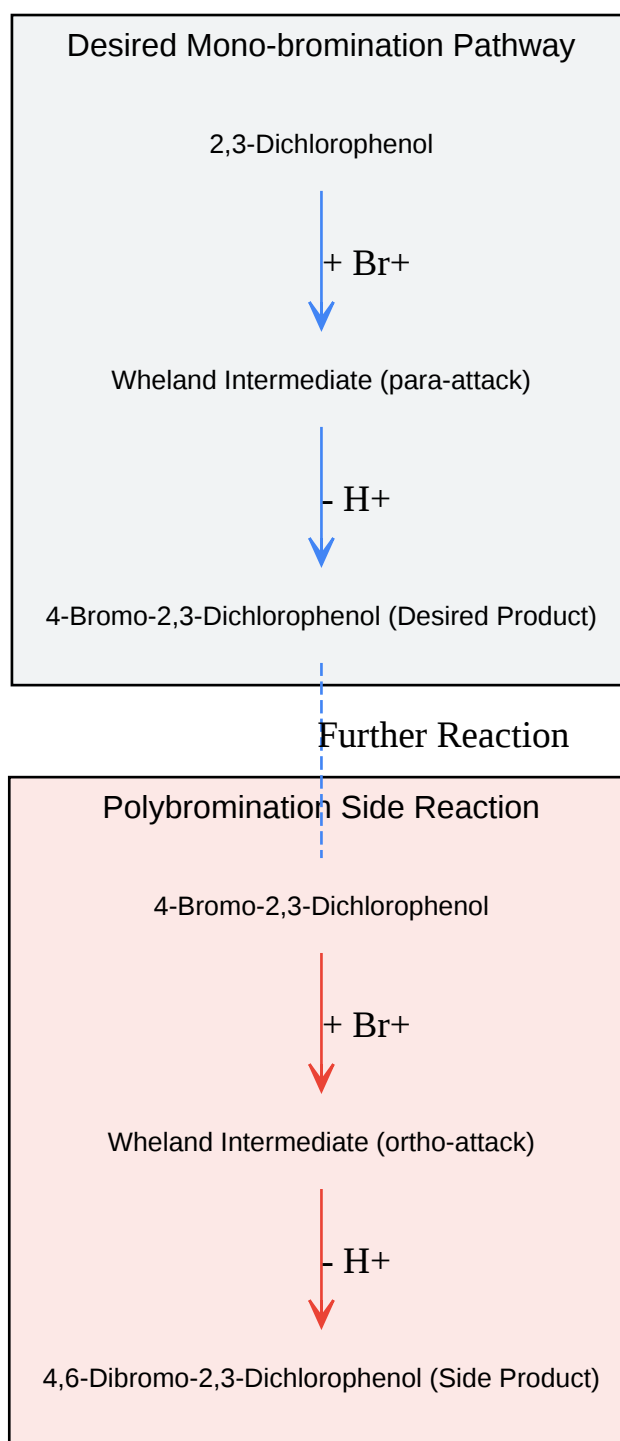 Desired Mono-bromination Pathway
2,3-Dichlorophenol
+ Br+
Wheland Intermediate (para-attack)
- H+
4-Bromo-2,3-Dichlorophenol (Desired Product)
Further Reaction
Polybromination Side Reaction
4-Bromo-2,3-Dichlorophenol
+ Br+
Wheland Intermediate (ortho-attack)
- H+
4,6-Dibromo-2,3-Dichlorophenol (Side Product)